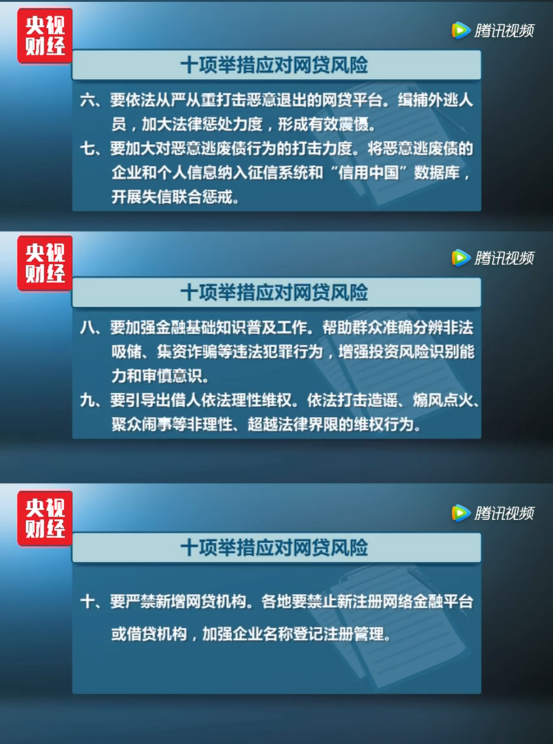 央视
财经
腾讯视频
十项举措应对网贷风险
六、要依法从严从重打击恶意退出的网贷平台。缉捕外逃人
员，加大法律惩处力度，形成有效震慑。
七、要加大对恶意逃废债行为的打击力度。将恶意逃废债的
企业和个人信息纳入征信系统和“信用中国”数据库，
开展失信联合惩戒。
央视
财经
腾讯视频
十项举措应对网贷风险
八、要加强金融基础知识普及工作。帮助群众准确分辨非法
吸储、集资诈骗等违法犯罪行为，增强投资风险识别能
力和审慎意识。
九、要引导出借人依法理性维权。依法打击造谣、煽风点火、
聚众闹事等非理性、超越法律界限的维权行为。
央视
财经
腾讯视频
十项举措应对网贷风险
十、要严禁新增网贷机构。各地要禁止新注册网络金融平台
或借贷机构，加强企业名称登记注册管理。